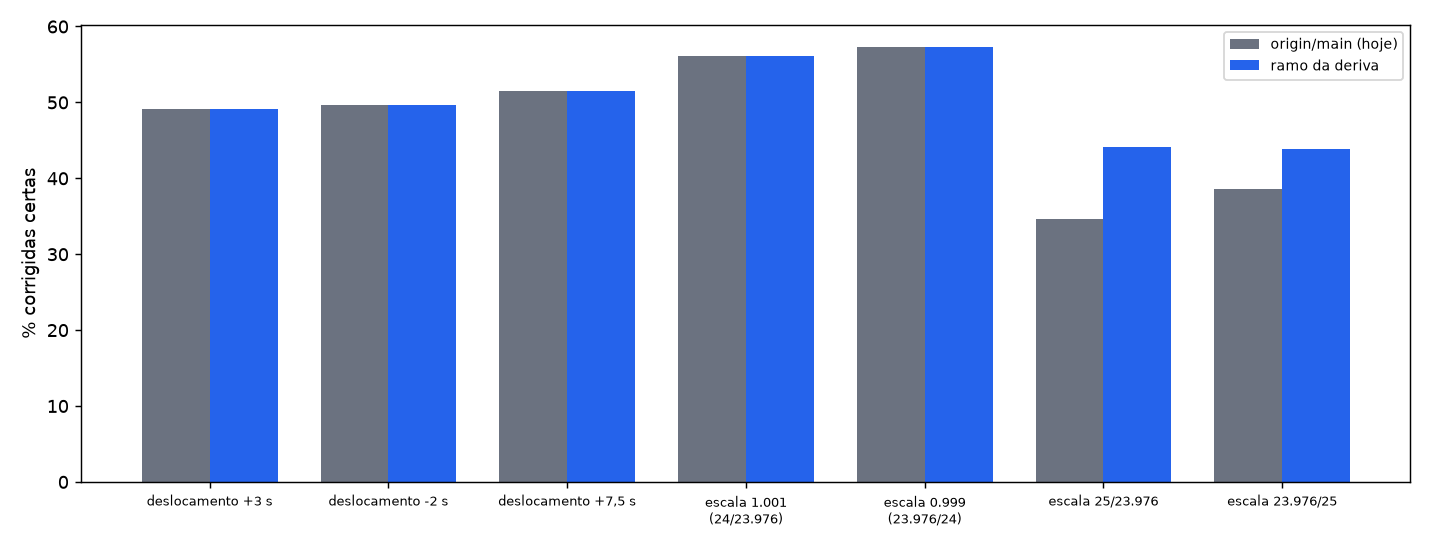 60
50
40
30
20
10
0
% corrigidas certas
origin/main (hoje)
ramo da deriva
deslocamento +3 s
deslocamento -2 s
deslocamento +7,5 s
escala 1.001
(24/23.976)
escala 0.999
(23.976/24)
escala 25/23.976
escala 23.976/25